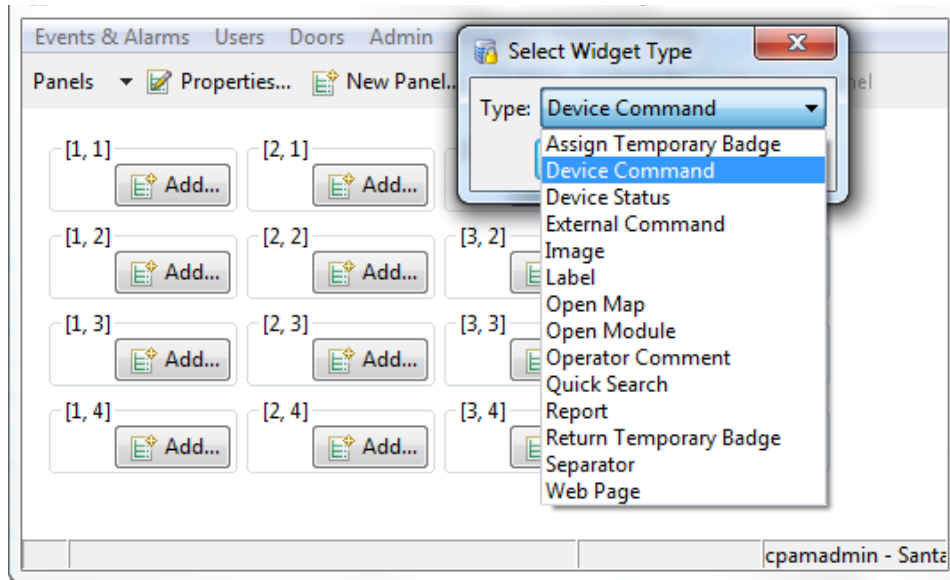 Events & Alarms Users Doors Admin
Select Widget Type
Panels Properties... New Panel..
Type: Device Command
[1, 1] [2, 1]
Add... Add...
Assign Temporary Badge
Device Command
Device Status
External Command
Image
Label
Open Map
Open Module
Operator Comment
Quick Search
Report
Return Temporary Badge
Separator
Web Page
[1, 2] [2, 2] [3, 2]
Add... Add...
[1, 3] [2, 3] [3, 3]
Add... Add...
[1, 4] [2, 4] [3, 4]
Add... Add...
cpamadmin - Santa